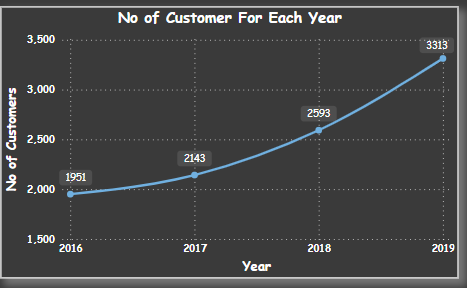 No of Customer For Each Year
3,500
3,000
2,500
2,000
1,500
No of Customers
1951
2143
2593
3313
2016 2017 2018 2019
Year